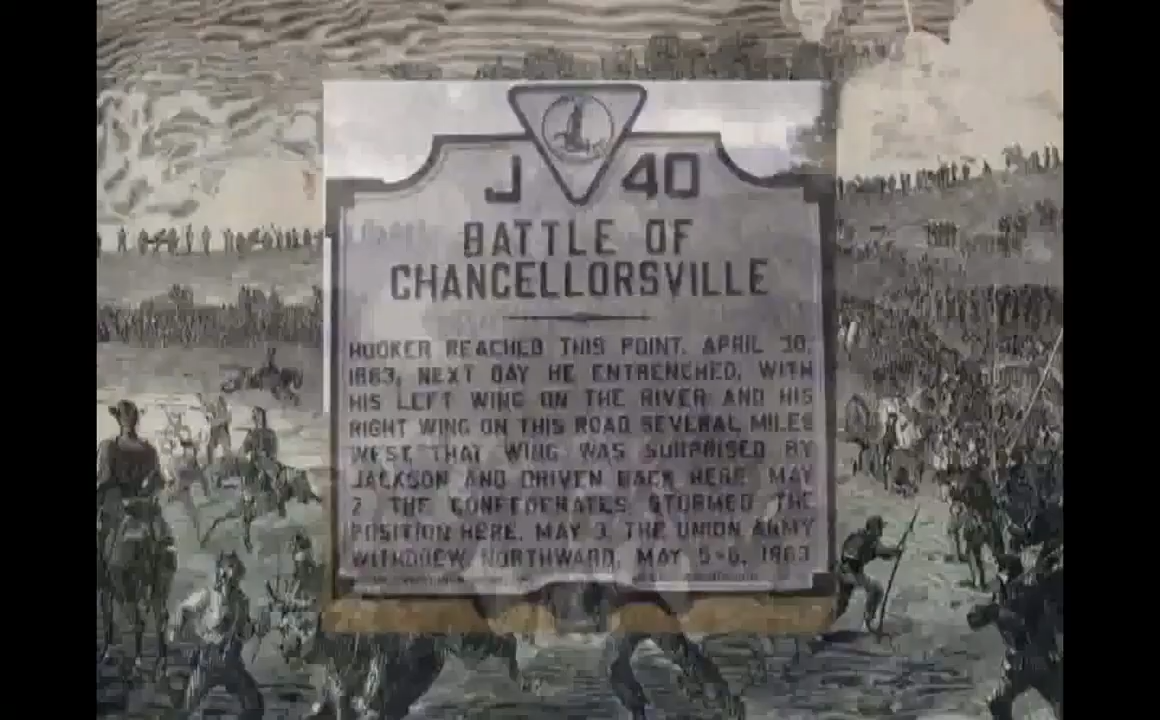 J 40
BATTLE OF
CHANCELLORSVILLE
HOOKER REACHED THIS POINT, APRIL 30,
1863; NEXT DAY HE ENTRENCHED, WITH
HIS LEFT WING ON THE RIVER AND HIS
RIGHT WING ON THIS ROAD SEVERAL MILES
WEST. THAT WING WAS SURPRISED BY
JACKSON AND DRIVEN BACK HERE MAY
2. THE CONFEDERATES STORMED THE
POSITION HERE, MAY 3. THE UNION ARMY
WITHDREW NORTHWARD, MAY 5-6, 1863